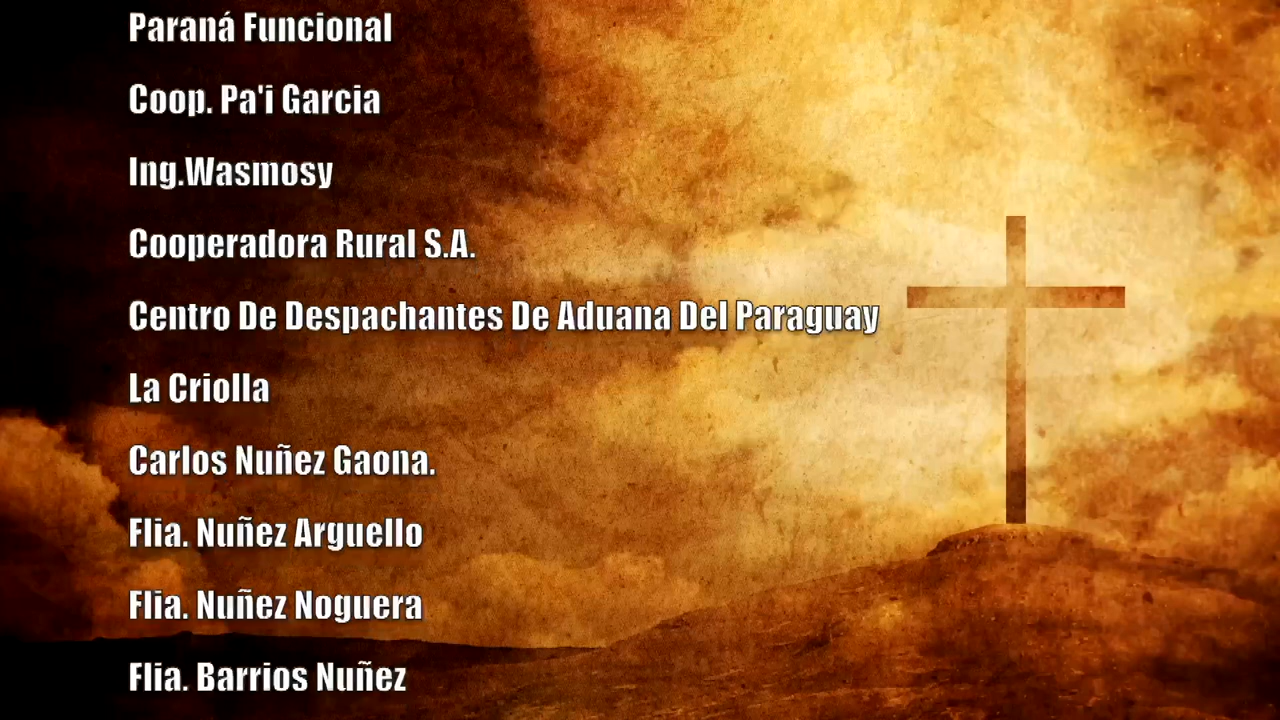 Paraná Funcional
Coop. Pa'i Garcia
Ing.Wasmosy
Cooperadora Rural S.A.
Centro De Despachantes De Aduana Del Paraguay
La Criolla
Carlos Nuñez Gaona.
Flia. Nuñez Arguello
Flia. Nuñez Noguera
Flia. Barrios Nuñez